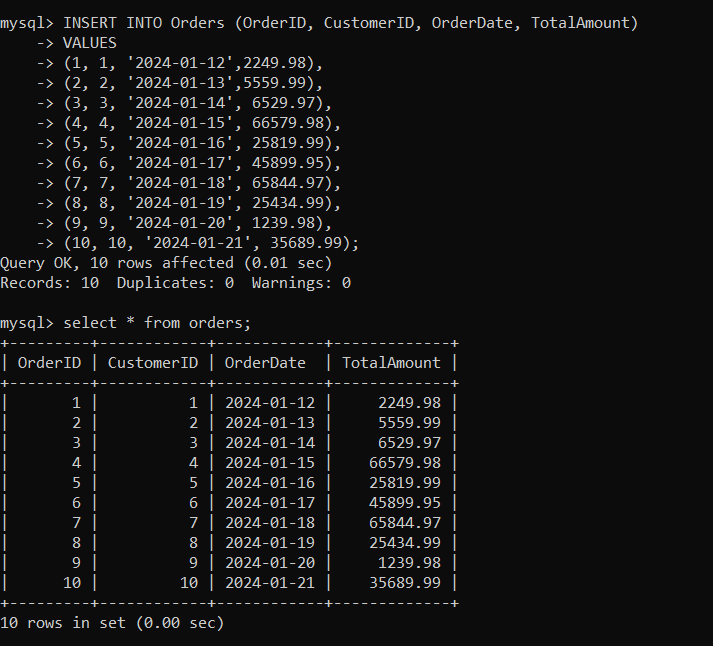 mysql> INSERT INTO Orders (OrderID, CustomerID, OrderDate, TotalAmount)
    -> VALUES
    -> (1, 1, '2024-01-12',2249.98),
    -> (2, 2, '2024-01-13',5559.99),
    -> (3, 3, '2024-01-14', 6529.97),
    -> (4, 4, '2024-01-15', 66579.98),
    -> (5, 5, '2024-01-16', 25819.99),
    -> (6, 6, '2024-01-17', 45899.95),
    -> (7, 7, '2024-01-18', 65844.97),
    -> (8, 8, '2024-01-19', 25434.99),
    -> (9, 9, '2024-01-20', 1239.98),
    -> (10, 10, '2024-01-21', 35689.99);
Query OK, 10 rows affected (0.01 sec)
Records: 10  Duplicates: 0  Warnings: 0

mysql> select * from orders;
+---------+------------+------------+-------------+
| OrderID | CustomerID | OrderDate  | TotalAmount |
+---------+------------+------------+-------------+
|       1 |          1 | 2024-01-12 |     2249.98 |
|       2 |          2 | 2024-01-13 |     5559.99 |
|       3 |          3 | 2024-01-14 |     6529.97 |
|       4 |          4 | 2024-01-15 |    66579.98 |
|       5 |          5 | 2024-01-16 |    25819.99 |
|       6 |          6 | 2024-01-17 |    45899.95 |
|       7 |          7 | 2024-01-18 |    65844.97 |
|       8 |          8 | 2024-01-19 |    25434.99 |
|       9 |          9 | 2024-01-20 |     1239.98 |
|      10 |         10 | 2024-01-21 |    35689.99 |
+---------+------------+------------+-------------+
10 rows in set (0.00 sec)